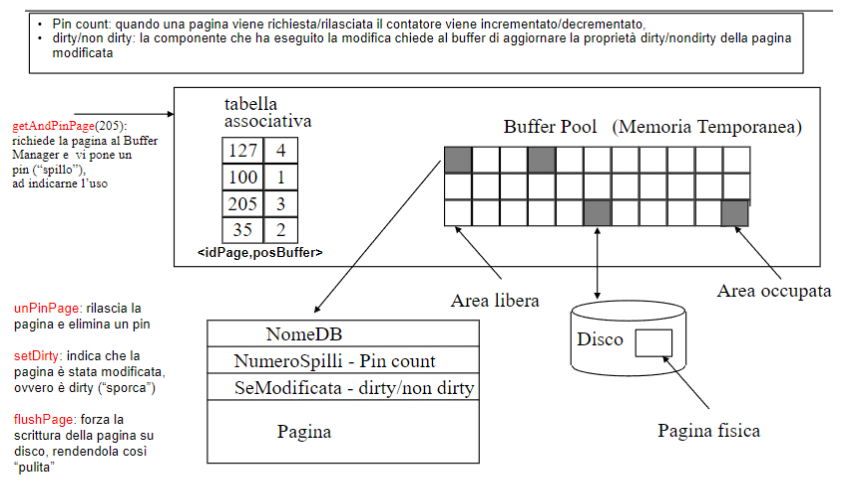 • Pin count: quando una pagina viene richiesta/rilasciata il contatore viene incrementato/decrementato,
• dirty/non dirty: la componente che ha eseguito la modifica chiede al buffer di aggiornare la proprietà dirty/nondirty della pagina
modificata
getAndPinPage(205):
richiede la pagina al Buffer
Manager e vi pone un
pin (“spillo”),
ad indicarne l’uso
tabella
associativa
127 4
100 1
205 3
35 2
<idPage,posBuffer>
Buffer Pool (Memoria Temporanea)
Area libera
Area occupata
unPinPage: rilascia la
pagina e elimina un pin
setDirty: indica che la
pagina è stata modificata,
ovvero è dirty (“sporca”)
flushPage: forza la
scrittura della pagina su
disco, rendendola così
“pulita”
NomeDB
NumeroSpilli - Pin count
SeModificata - dirty/non dirty
Pagina
Disco
Pagina fisica